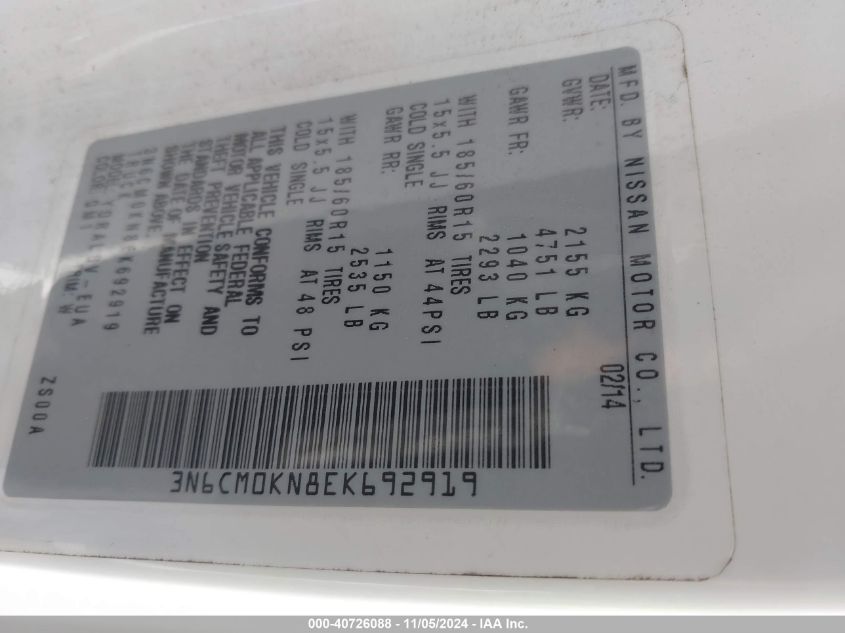 MFD. BY NISSAN MOTOR CO., LTD.
DATE: 02/14
GVWR: 2155 KG
4751 LB
GAWR FR: 1040 KG
2293 LB
WITH 185/60R15 TIRES
15x5.5 JJ RIMS AT 44PSI
COLD SINGLE
GAWR RR: 1150 KG
2535 LB
WITH 185/60R15 TIRES
15x5.5 JJ RIMS AT 48 PSI
COLD SINGLE
THIS VEHICLE CONFORMS TO
ALL APPLICABLE FEDERAL
MOTOR VEHICLE SAFETY AND
THEFT PREVENTION
STANDARDS IN EFFECT ON
THE DATE OF MANUFACTURE
SHOWN ABOVE.
3N6CM0KN8EK692919
TRUCK
ZS00A
3N6CM0KN8EK692919
000-40726088 - 11/05/2024 - IAA Inc.